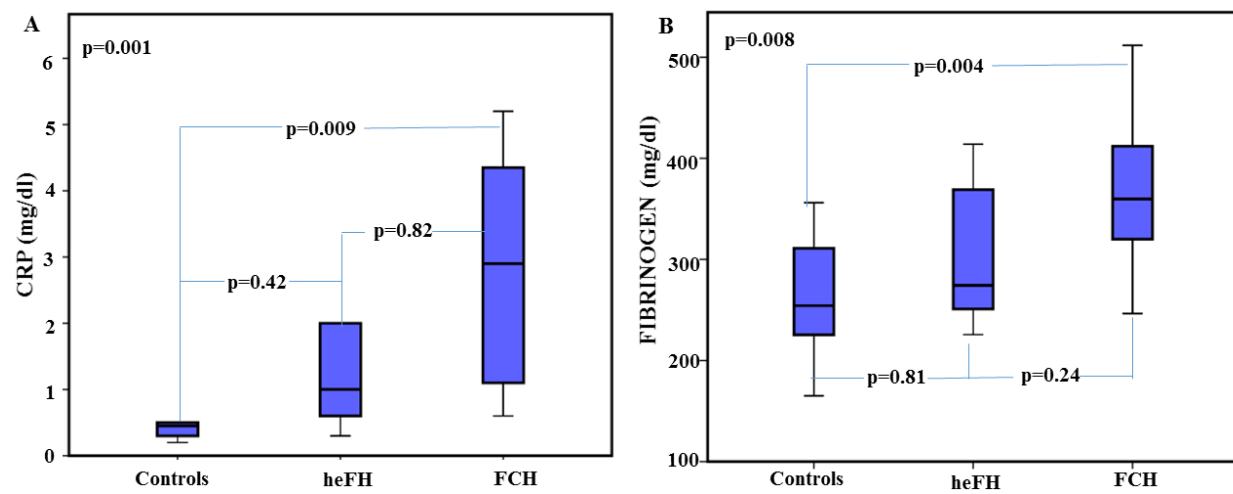 A
p=0.001
6
5
4
3
2
1
0
CRP (mg/dl)
p=0.009
p=0.82
p=0.42
Controls heFH FCH
B
p=0.008
500
400
300
200
100
FIBRINOGEN (mg/dl)
p=0.004
p=0.81
p=0.24
Controls heFH FCH